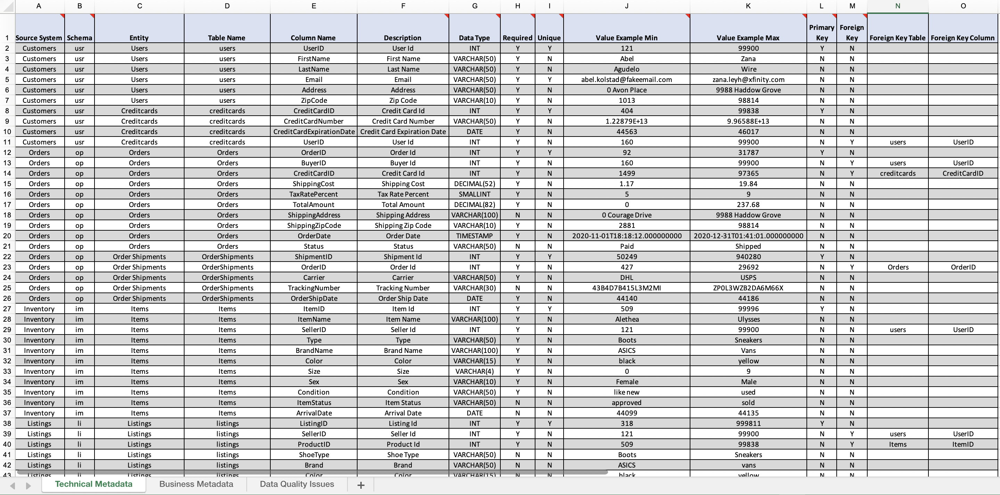 A B C D E F G H I J K L M N O
1 Source System Schema Entity Table Name Column Name Description Data Type Required Unique Value Example Min Value Example Max Primary Key Foreign Key Foreign Key Table Foreign Key Column
2 Customers usr Users users UserID User Id INT Y Y 121 99900 Y N
3 Customers usr Users users FirstName First Name VARCHAR(50) Y N Abel Zana N N
4 Customers usr Users users LastName Last Name VARCHAR(50) Y N Agudelo Wire N N
5 Customers usr Users users Email Email VARCHAR(50) Y Y abel.kolstad@fakeemail.com zana.leyh@xfinity.com N N
6 Customers usr Users users Address Address VARCHAR(50) Y N 0 Avon Place 9988 Haddow Grove N N
7 Customers usr Users users ZipCode Zip Code VARCHAR(10) Y N 1013 98814 N N
8 Customers usr Creditcards creditcards CreditCardID Credit Card Id INT Y Y 404 99838 Y N
9 Customers usr Creditcards creditcards CreditCardNumber Credit Card Number VARCHAR(50) Y N 1.22879E+13 9.96588E+13 N N
10 Customers usr Creditcards creditcards CreditCardExpirationDate Credit Card Expiration Date DATE Y N 44563 46017 N N
11 Customers usr Creditcards creditcards UserID User Id INT Y N 160 99900 N Y users UserID
12 Orders op Orders Orders OrderID Order Id INT Y Y 92 31787 Y N
13 Orders op Orders Orders BuyerID Buyer Id INT Y N 160 99900 N Y users UserID
14 Orders op Orders Orders CreditCardID Credit Card Id INT Y N 1499 97365 N Y creditcards CreditCardID
15 Orders op Orders Orders ShippingCost Shipping Cost DECIMAL(52) Y N 1.17 19.84 N N
16 Orders op Orders Orders TaxRatePercent Tax Rate Percent SMALLINT Y N 5 9 N N
17 Orders op Orders Orders TotalAmount Total Amount DECIMAL(82) Y N 0 237.68 N N
18 Orders op Orders Orders ShippingAddress Shipping Address VARCHAR(100) N N 0 Courage Drive 9988 Haddow Grove N N
19 Orders op Orders Orders ShippingZipCode Shipping Zip Code VARCHAR(10) Y N 2881 98814 N N
20 Orders op Orders Orders OrderDate Order Date TIMESTAMP Y N 2020-11-01T18:18:12.000000000 2020-12-31T01:41:01.000000000 N N
21 Orders op Orders Orders Status Status VARCHAR(50) N N Paid Shipped N N
22 Orders op Order Shipments OrderShipments ShipmentID Shipment Id INT Y Y 50249 940280 Y N
23 Orders op Order Shipments OrderShipments OrderID Order Id INT Y N 427 29692 N Y Orders OrderID
24 Orders op Order Shipments OrderShipments Carrier Carrier VARCHAR(50) Y N DHL USPS N N
25 Orders op Order Shipments OrderShipments TrackingNumber Tracking Number VARCHAR(30) N N 43B4D7B415L3M2MI ZP0L3WZB2DA6M66X N N
26 Orders op Order Shipments OrderShipments OrderShipDate Order Ship Date DATE Y N 44140 44186 N N
27 Inventory im Items Items ItemID Item Id INT Y Y 509 99996 Y N
28 Inventory im Items Items ItemName Item Name VARCHAR(100) Y N Alethea Ulysses N N
29 Inventory im Items Items SellerID Seller Id INT Y N 121 99900 N N users UserID
30 Inventory im Items Items Type Type VARCHAR(50) Y N Boots Sneakers N N
31 Inventory im Items Items BrandName Brand Name VARCHAR(100) Y N ASICS Vans N N
32 Inventory im Items Items Color Color VARCHAR(15) Y N black yellow N N
33 Inventory im Items Items Size Size VARCHAR(4) Y N 0 9 N N
34 Inventory im Items Items Sex Sex VARCHAR(10) Y N Female Male N N
35 Inventory im Items Items Condition Condition VARCHAR(50) Y N like new used N N
36 Inventory im Items Items ItemStatus Item Status VARCHAR(50) N N approved sold N N
37 Inventory im Items Items ArrivalDate Arrival Date DATE N N 44099 44135 N N
38 Listings li Listings listings ListingID Listing Id INT Y Y 318 999811 Y N
39 Listings li Listings listings SellerID Seller Id INT Y N 121 99900 N Y users UserID
40 Listings li Listings listings ProductID Product Id INT Y N 509 99838 N Y Items ItemID
41 Listings li Listings listings ShoeType Shoe Type VARCHAR(50) N N Boots Sneakers N N
42 Listings li Listings listings Brand Brand VARCHAR(50) N N ASICS vans N N
43 Listings li Listings listings Color Color VARCHAR(15) N N black yellow N N
Technical Metadata Business Metadata Data Quality Issues +